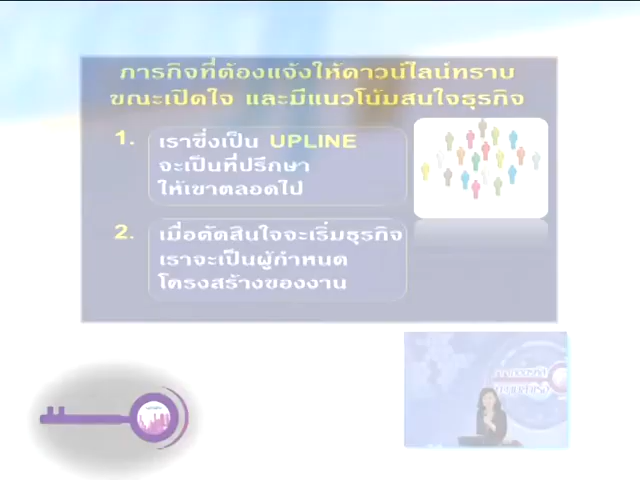 ภารกิจที่ต้องแจ้งให้ดาวน์ไลน์ทราบ
ขณะเปิดใจ และมีแนวโน้มสนใจธุรกิจ
1. เราซึ่งเป็น UPLINE
จะเป็นที่ปรึกษา
ให้เขาตลอดไป
2. เมื่อตัดสินใจจะเริ่มธุรกิจ
เราจะเป็นผู้กำหนด
โครงสร้างของงาน